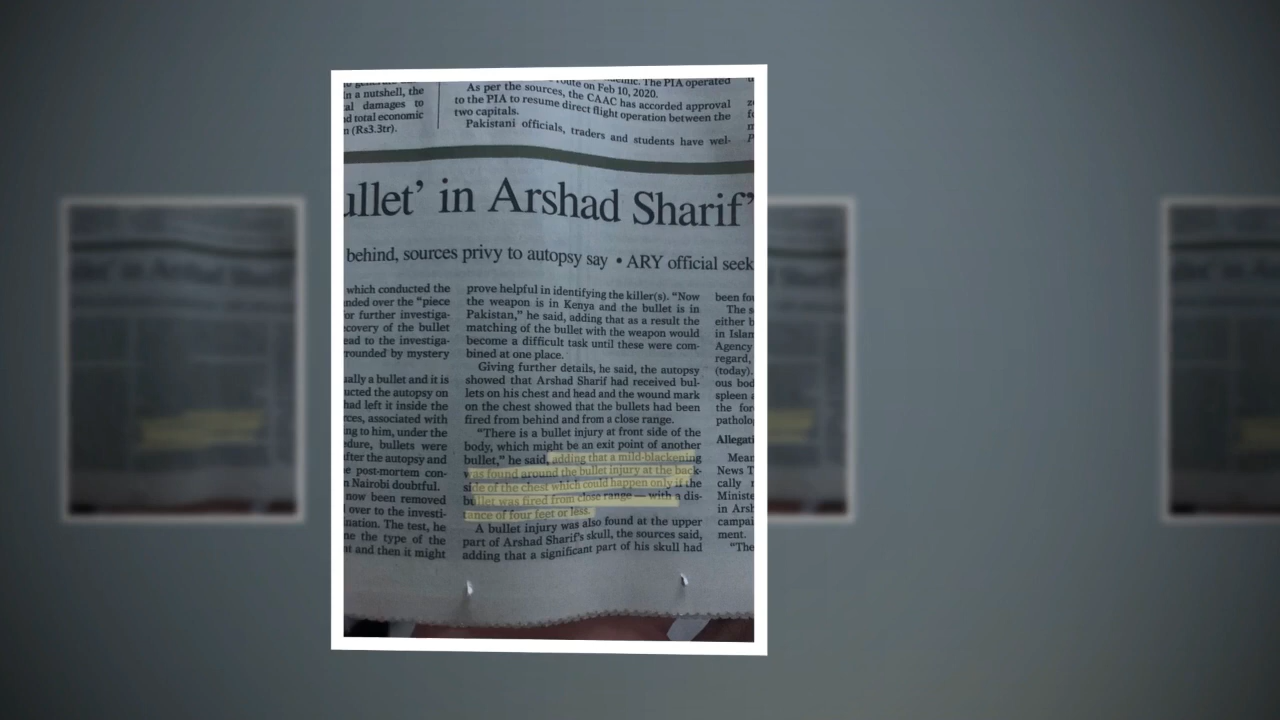 In a nutshell, the
damages to
total economic
(Rs3.3tr).
route on Feb 10, 2020. The PIA operated
As per the sources, the CAAC has accorded approval
to the PIA to resume direct flight operation between the
two capitals.
Pakistani officials, traders and students have wel-
ullet’ in Arshad Sharif’
behind, sources privy to autopsy say • ARY official seek
which conducted the
nded over the “piece
or further investiga-
covery of the bullet
ead to the investiga-
rounded by mystery
ually a bullet and it is
ucted the autopsy on
had left it inside the
rces, associated with
ng to him, under the
edure, bullets were
after the autopsy and
e post-mortem con-
n Nairobi doubtful.
now been removed
over to the investi-
nation. The test, he
ne the type of the
at and then it might
prove helpful in identifying the killer(s). “Now
the weapon is in Kenya and the bullet is in
Pakistan,” he said, adding that as a result the
matching of the bullet with the weapon would
become a difficult task until these were com-
bined at one place.
Giving further details, he said, the autopsy
showed that Arshad Sharif had received bul-
lets on his chest and head and the wound mark
on the chest showed that the bullets had been
fired from behind and from a close range.
“There is a bullet injury at front side of the
body, which might be an exit point of another
bullet,” he said, adding that a mild-blackening
was found around the bullet injury at the back-
side of the chest which could happen only if the
bullet was fired from close range — with a dis-
tance of four feet or less.
A bullet injury was also found at the upper
part of Arshad Sharif’s skull, the sources said,
adding that a significant part of his skull had
been fou
The s
either b
in Islan
Agency
regard,
(today).
ous bod
spleen a
the for
patholo
Allegati
Mean
News T
cally r
Ministe
in Arsh
campai
ment.
“The